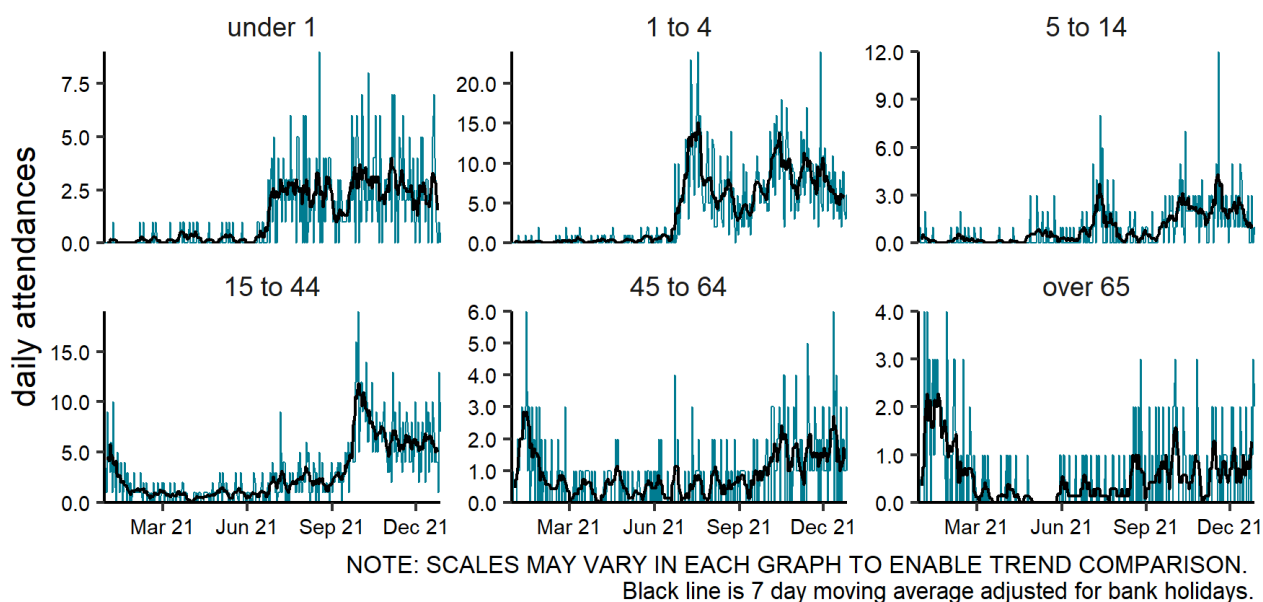 under 1
1 to 4
5 to 14
7.5
5.0
2.5
0.0
20.0
15.0
10.0
5.0
0.0
12.0
9.0
6.0
3.0
0.0
daily attendances
15 to 44
45 to 64
over 65
15.0
10.0
5.0
0.0
6.0
5.0
4.0
3.0
2.0
1.0
0.0
4.0
3.0
2.0
1.0
0.0
Mar 21 Jun 21 Sep 21 Dec 21
Mar 21 Jun 21 Sep 21 Dec 21
Mar 21 Jun 21 Sep 21 Dec 21
NOTE: SCALES MAY VARY IN EACH GRAPH TO ENABLE TREND COMPARISON.
Black line is 7 day moving average adjusted for bank holidays.